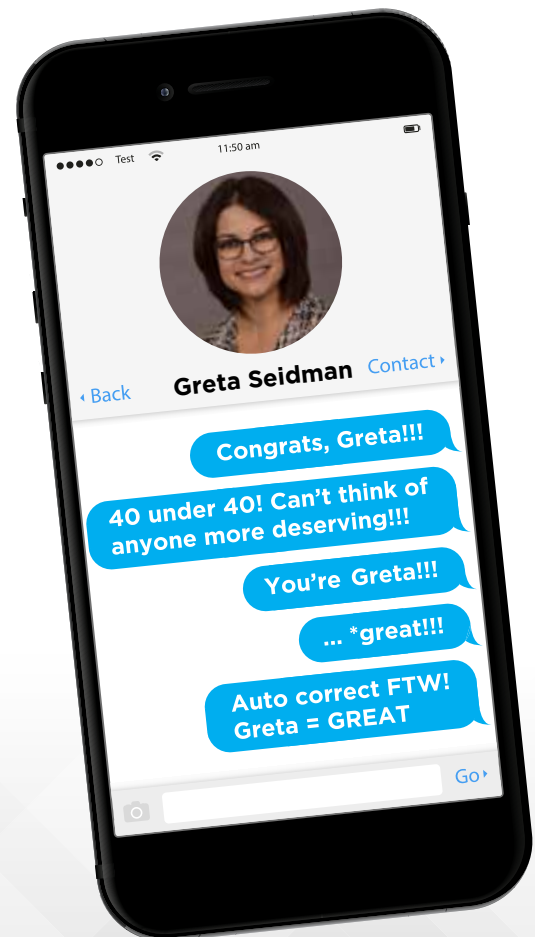 Test
11:50 am
Back
Greta Seidman
Contact
Congrats, Greta!!!
40 under 40! Can’t think of
anyone more deserving!!!
You’re Greta!!!
... *great!!!
Auto correct FTW!
Greta = GREAT
Go